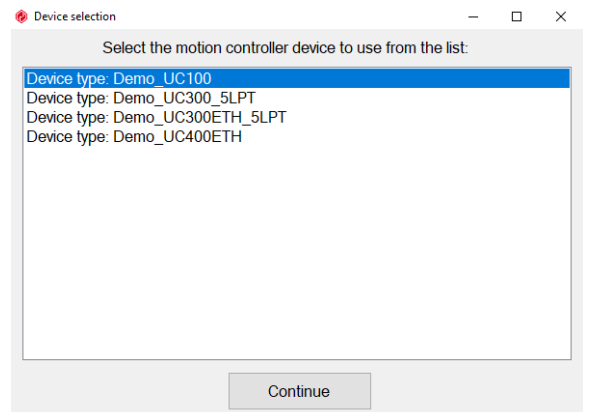 Device selection
Select the motion controller device to use from the list:
Device type: Demo_UC100
Device type: Demo_UC300_5LPT
Device type: Demo_UC300ETH_5LPT
Device type: Demo_UC400ETH
Continue